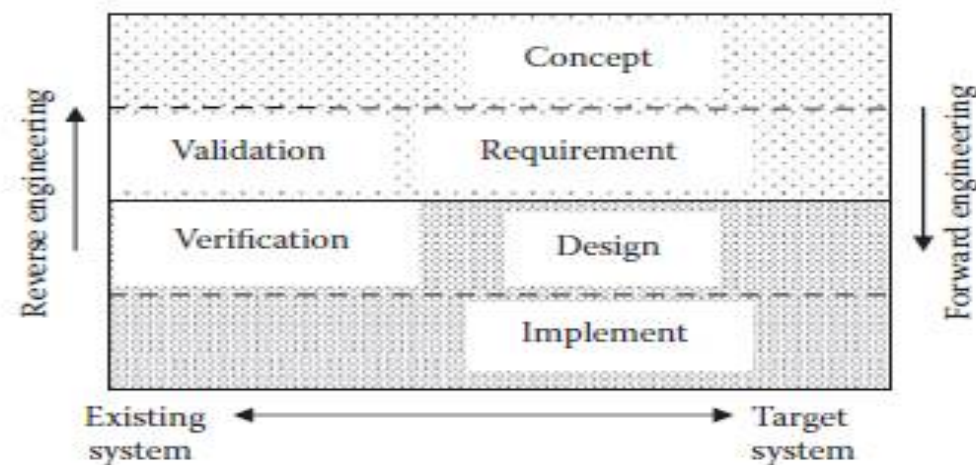 Concept
Validation
Requirement
Verification
Design
Implement
Reverse engineering
Forward engineering
Existing
system
Target
system